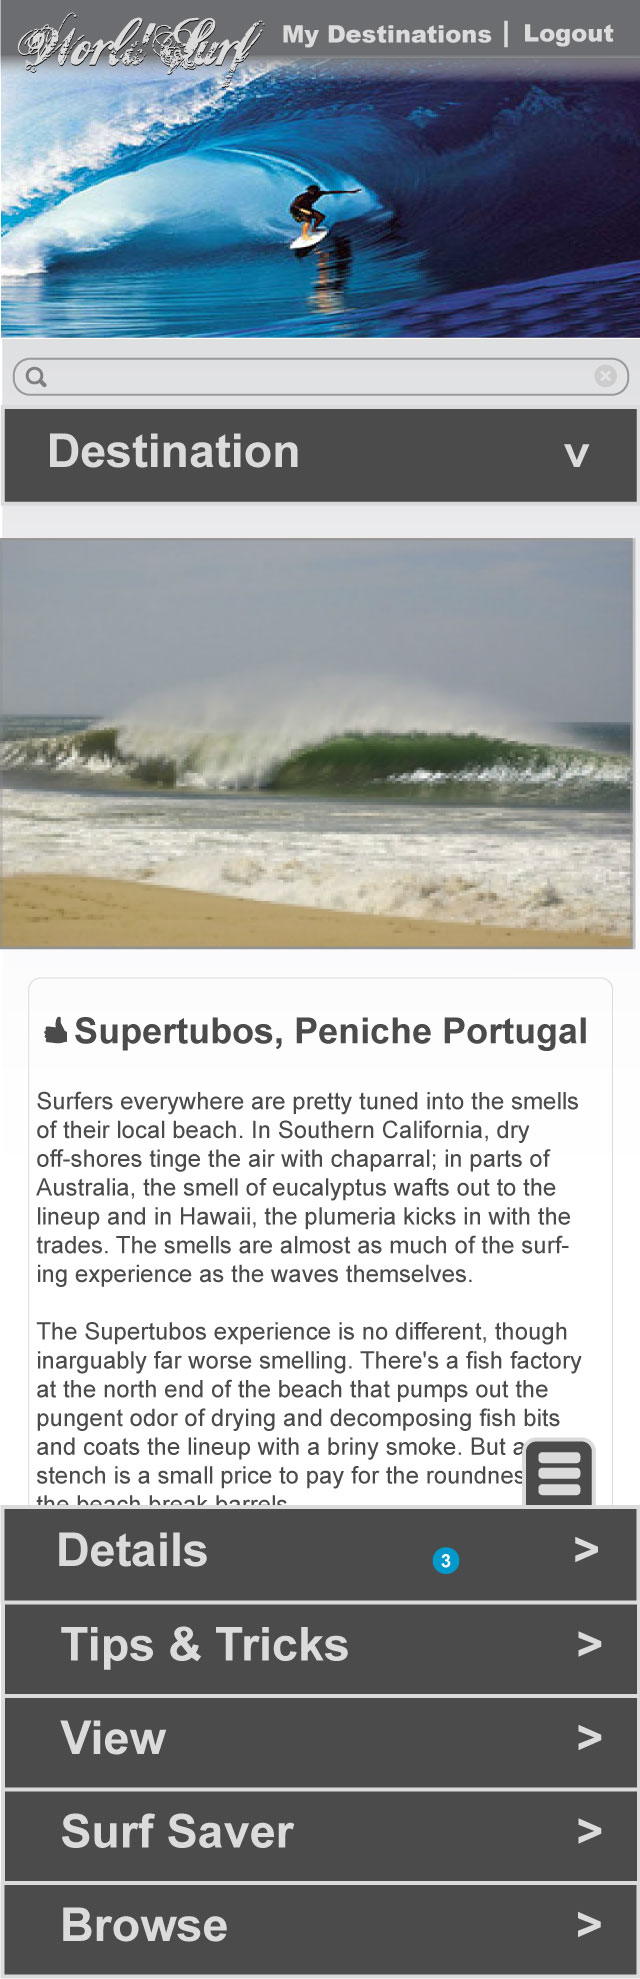 World Surf
My Destinations | Logout
Destination v
Supertubos, Peniche Portugal
Surfers everywhere are pretty tuned into the smells
of their local beach. In Southern California, dry
off-shores tinge the air with chaparral; in parts of
Australia, the smell of eucalyptus wafts out to the
lineup and in Hawaii, the plumeria kicks in with the
trades. The smells are almost as much of the surf-
ing experience as the waves themselves.
The Supertubos experience is no different, though
inarguably far worse smelling. There's a fish factory
at the north end of the beach that pumps out the
pungent odor of drying and decomposing fish bits
and coats the lineup with a briny smoke. But a
stench is a small price to pay for the roundnes
the beach break barrels
Details 3 >
Tips & Tricks >
View >
Surf Saver >
Browse >